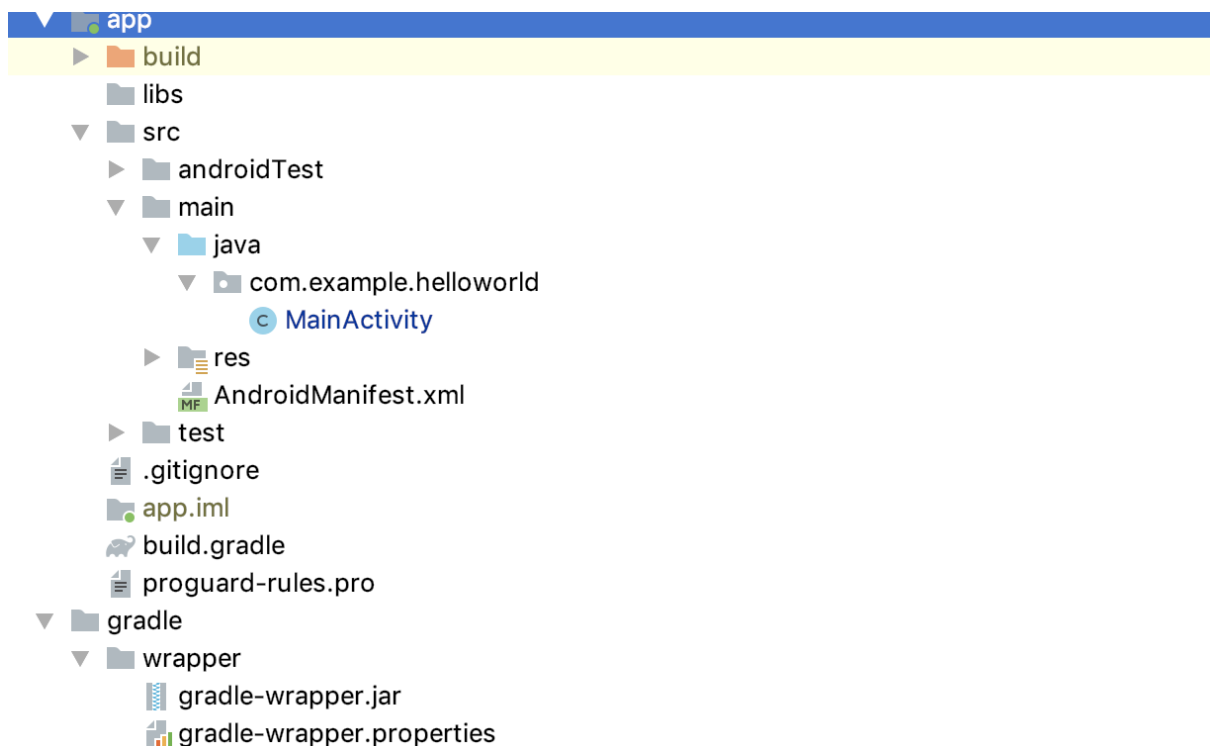 app
build
libs
src
androidTest
main
java
com.example.helloworld
C MainActivity
res
MF AndroidManifest.xml
test
.gitignore
app.iml
build.gradle
proguard-rules.pro
gradle
wrapper
gradle-wrapper.jar
gradle-wrapper.properties